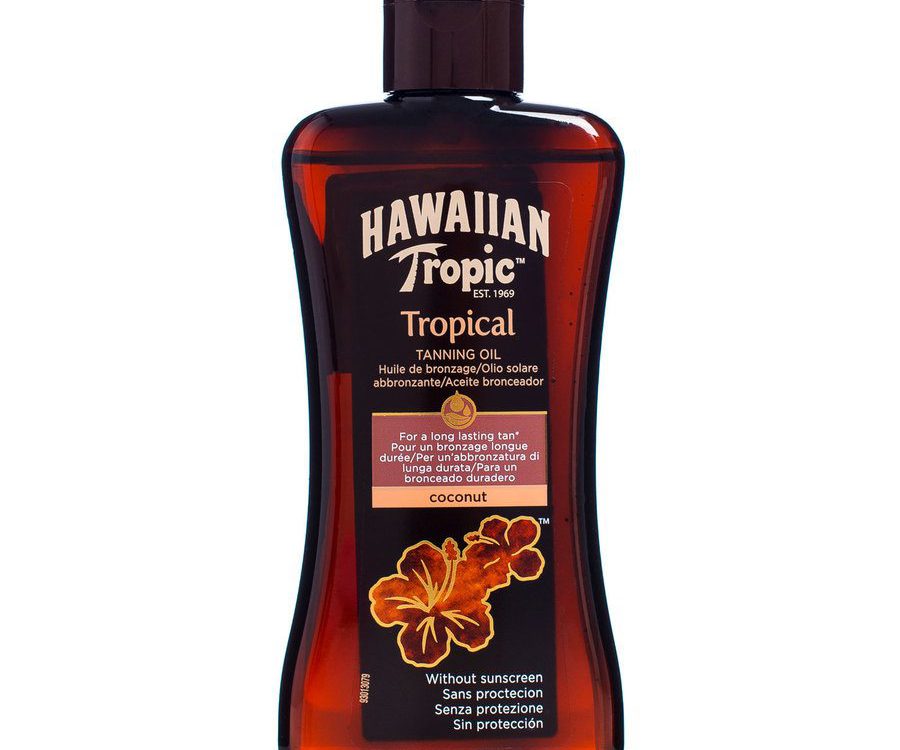 HAWAIIAN
Tropic™
EST. 1969
Tropical
TANNING OIL
Huile de bronzage/Olio solare
abbronzante/Aceite bronceador
For a long lasting tan*
Pour un bronzage longue
durée/Per un'abbronzatura di
lunga durata/Para un
bronceado duradero
coconut
™
93013079
Without sunscreen
Sans proctecion
Senza protezione
Sin protección